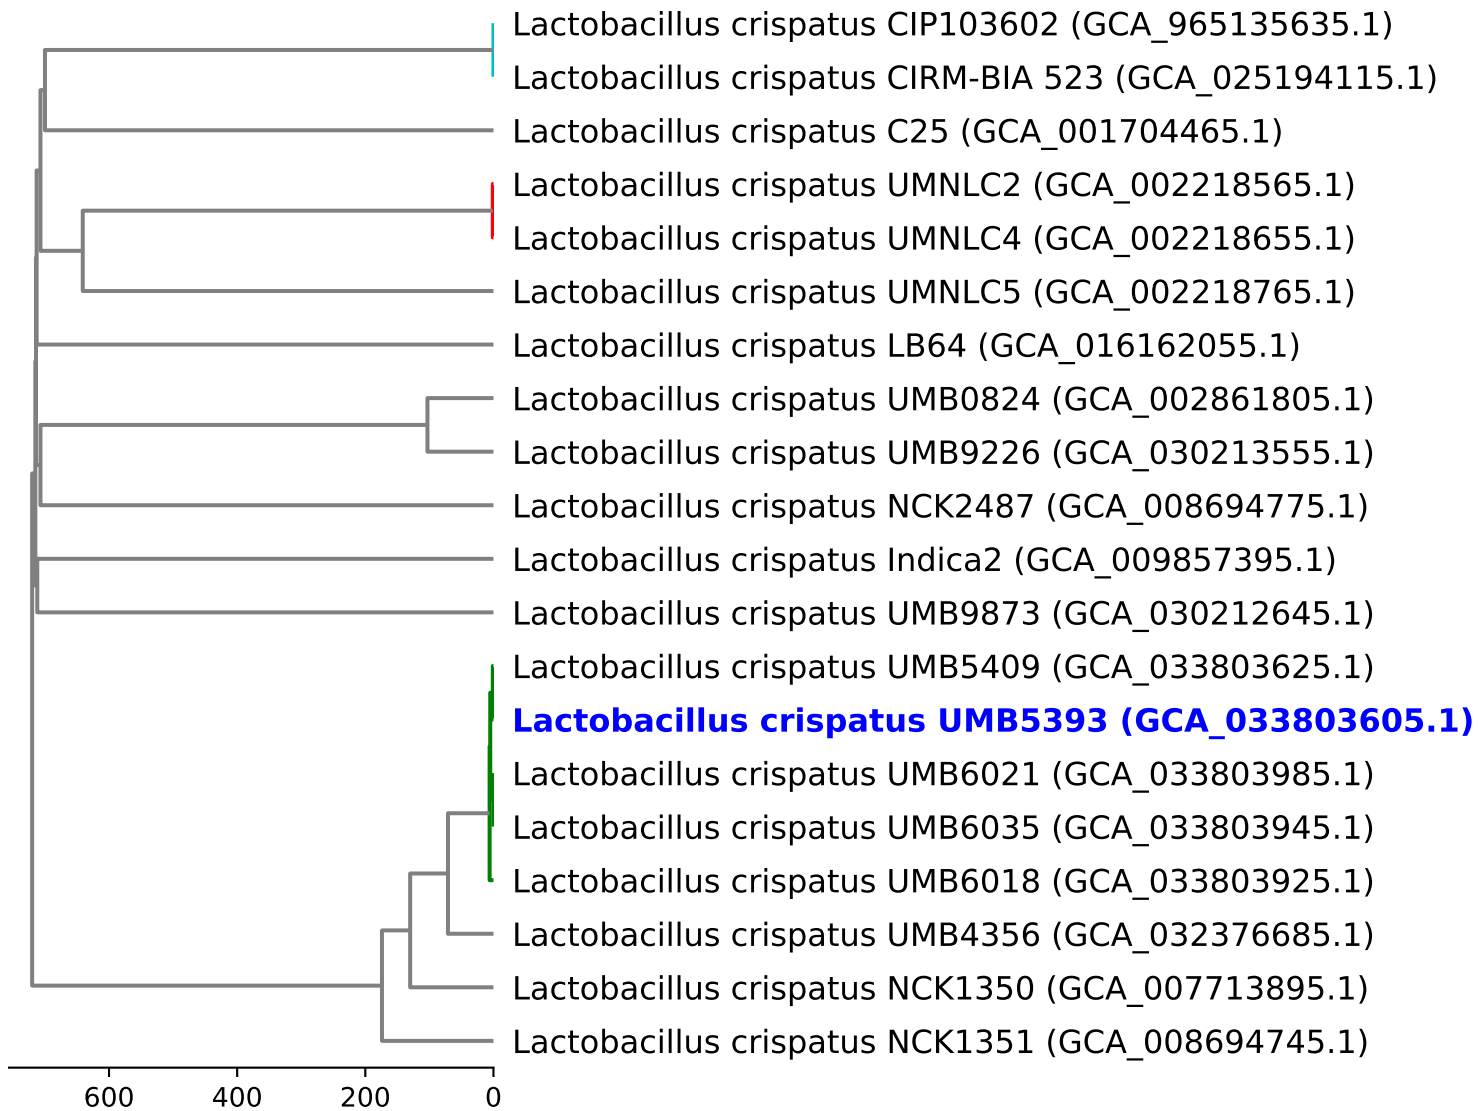 Lactobacillus crispatus CIP103602 (GCA_965135635.1)
Lactobacillus crispatus CIRM-BIA 523 (GCA_025194115.1)
Lactobacillus crispatus C25 (GCA_001704465.1)
Lactobacillus crispatus UMNLC2 (GCA_002218565.1)
Lactobacillus crispatus UMNLC4 (GCA_002218655.1)
Lactobacillus crispatus UMNLC5 (GCA_002218765.1)
Lactobacillus crispatus LB64 (GCA_016162055.1)
Lactobacillus crispatus UMB0824 (GCA_002861805.1)
Lactobacillus crispatus UMB9226 (GCA_030213555.1)
Lactobacillus crispatus NCK2487 (GCA_008694775.1)
Lactobacillus crispatus Indica2 (GCA_009857395.1)
Lactobacillus crispatus UMB9873 (GCA_030212645.1)
Lactobacillus crispatus UMB5409 (GCA_033803625.1)
Lactobacillus crispatus UMB5393 (GCA_033803605.1)
Lactobacillus crispatus UMB6021 (GCA_033803985.1)
Lactobacillus crispatus UMB6035 (GCA_033803945.1)
Lactobacillus crispatus UMB6018 (GCA_033803925.1)
Lactobacillus crispatus UMB4356 (GCA_032376685.1)
Lactobacillus crispatus NCK1350 (GCA_007713895.1)
Lactobacillus crispatus NCK1351 (GCA_008694745.1)
600 400 200 0